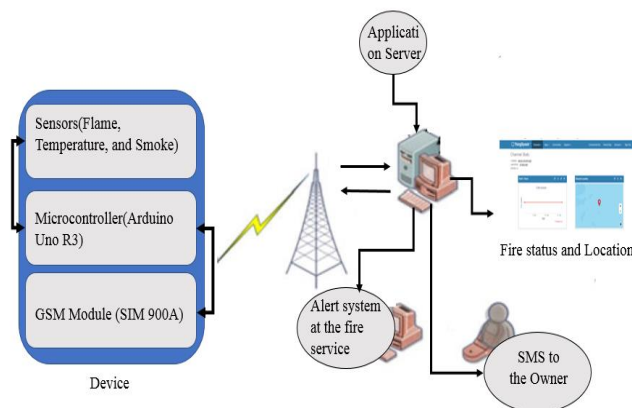 Applicati
on Server
Sensors(Flame,
Temperature, and Smoke)
Microcontroller(Arduino
Uno R3)
GSM Module (SIM 900A)
Device
Fire status and Location
Alert system
at the fire
service
SMS to
the Owner